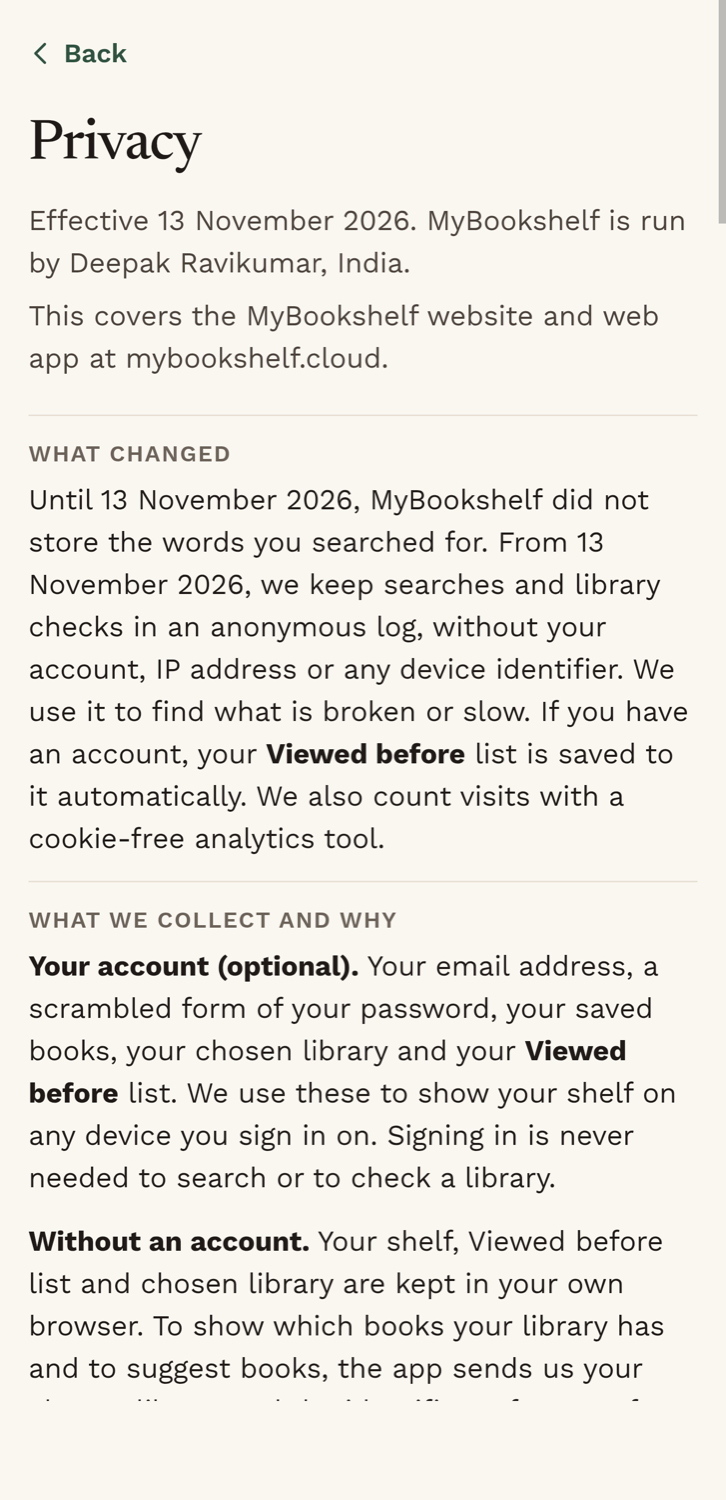 Back
Privacy
Effective 13 November 2026. MyBookshelf is run
by Deepak Ravikumar, India.
This covers the MyBookshelf website and web
app at mybookshelf.cloud.
WHAT CHANGED
Until 13 November 2026, MyBookshelf did not
store the words you searched for. From 13
November 2026, we keep searches and library
checks in an anonymous log, without your
account, IP address or any device identifier. We
use it to find what is broken or slow. If you have
an account, your Viewed before list is saved to
it automatically. We also count visits with a
cookie-free analytics tool.
WHAT WE COLLECT AND WHY
Your account (optional). Your email address, a
scrambled form of your password, your saved
books, your chosen library and your Viewed
before list. We use these to show your shelf on
any device you sign in on. Signing in is never
needed to search or to check a library.
Without an account. Your shelf, Viewed before
list and chosen library are kept in your own
browser. To show which books your library has
and to suggest books, the app sends us your